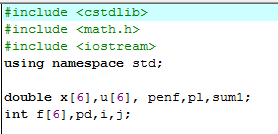 #include <cstdlib>
#include <math.h>
#include <iostream>
using namespace std;
double x[6],u[6], penf,pl,sum1;
int f[6],pd,i,j;